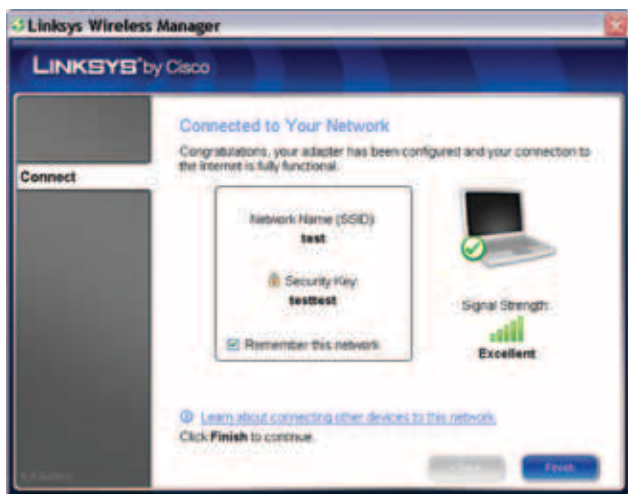 Linksys Wireless Manager
LINKSYS® by Cisco
Connected to Your Network
Congratulations, your adapter has been configured and your connection to
the Internet is fully functional.
Connect
Network Name (SSID)
test
Security Key:
testtest
Remember this network
Signal Strength:
Excellent
Learn about connecting other devices to this network.
Click Finish to continue.
Finish